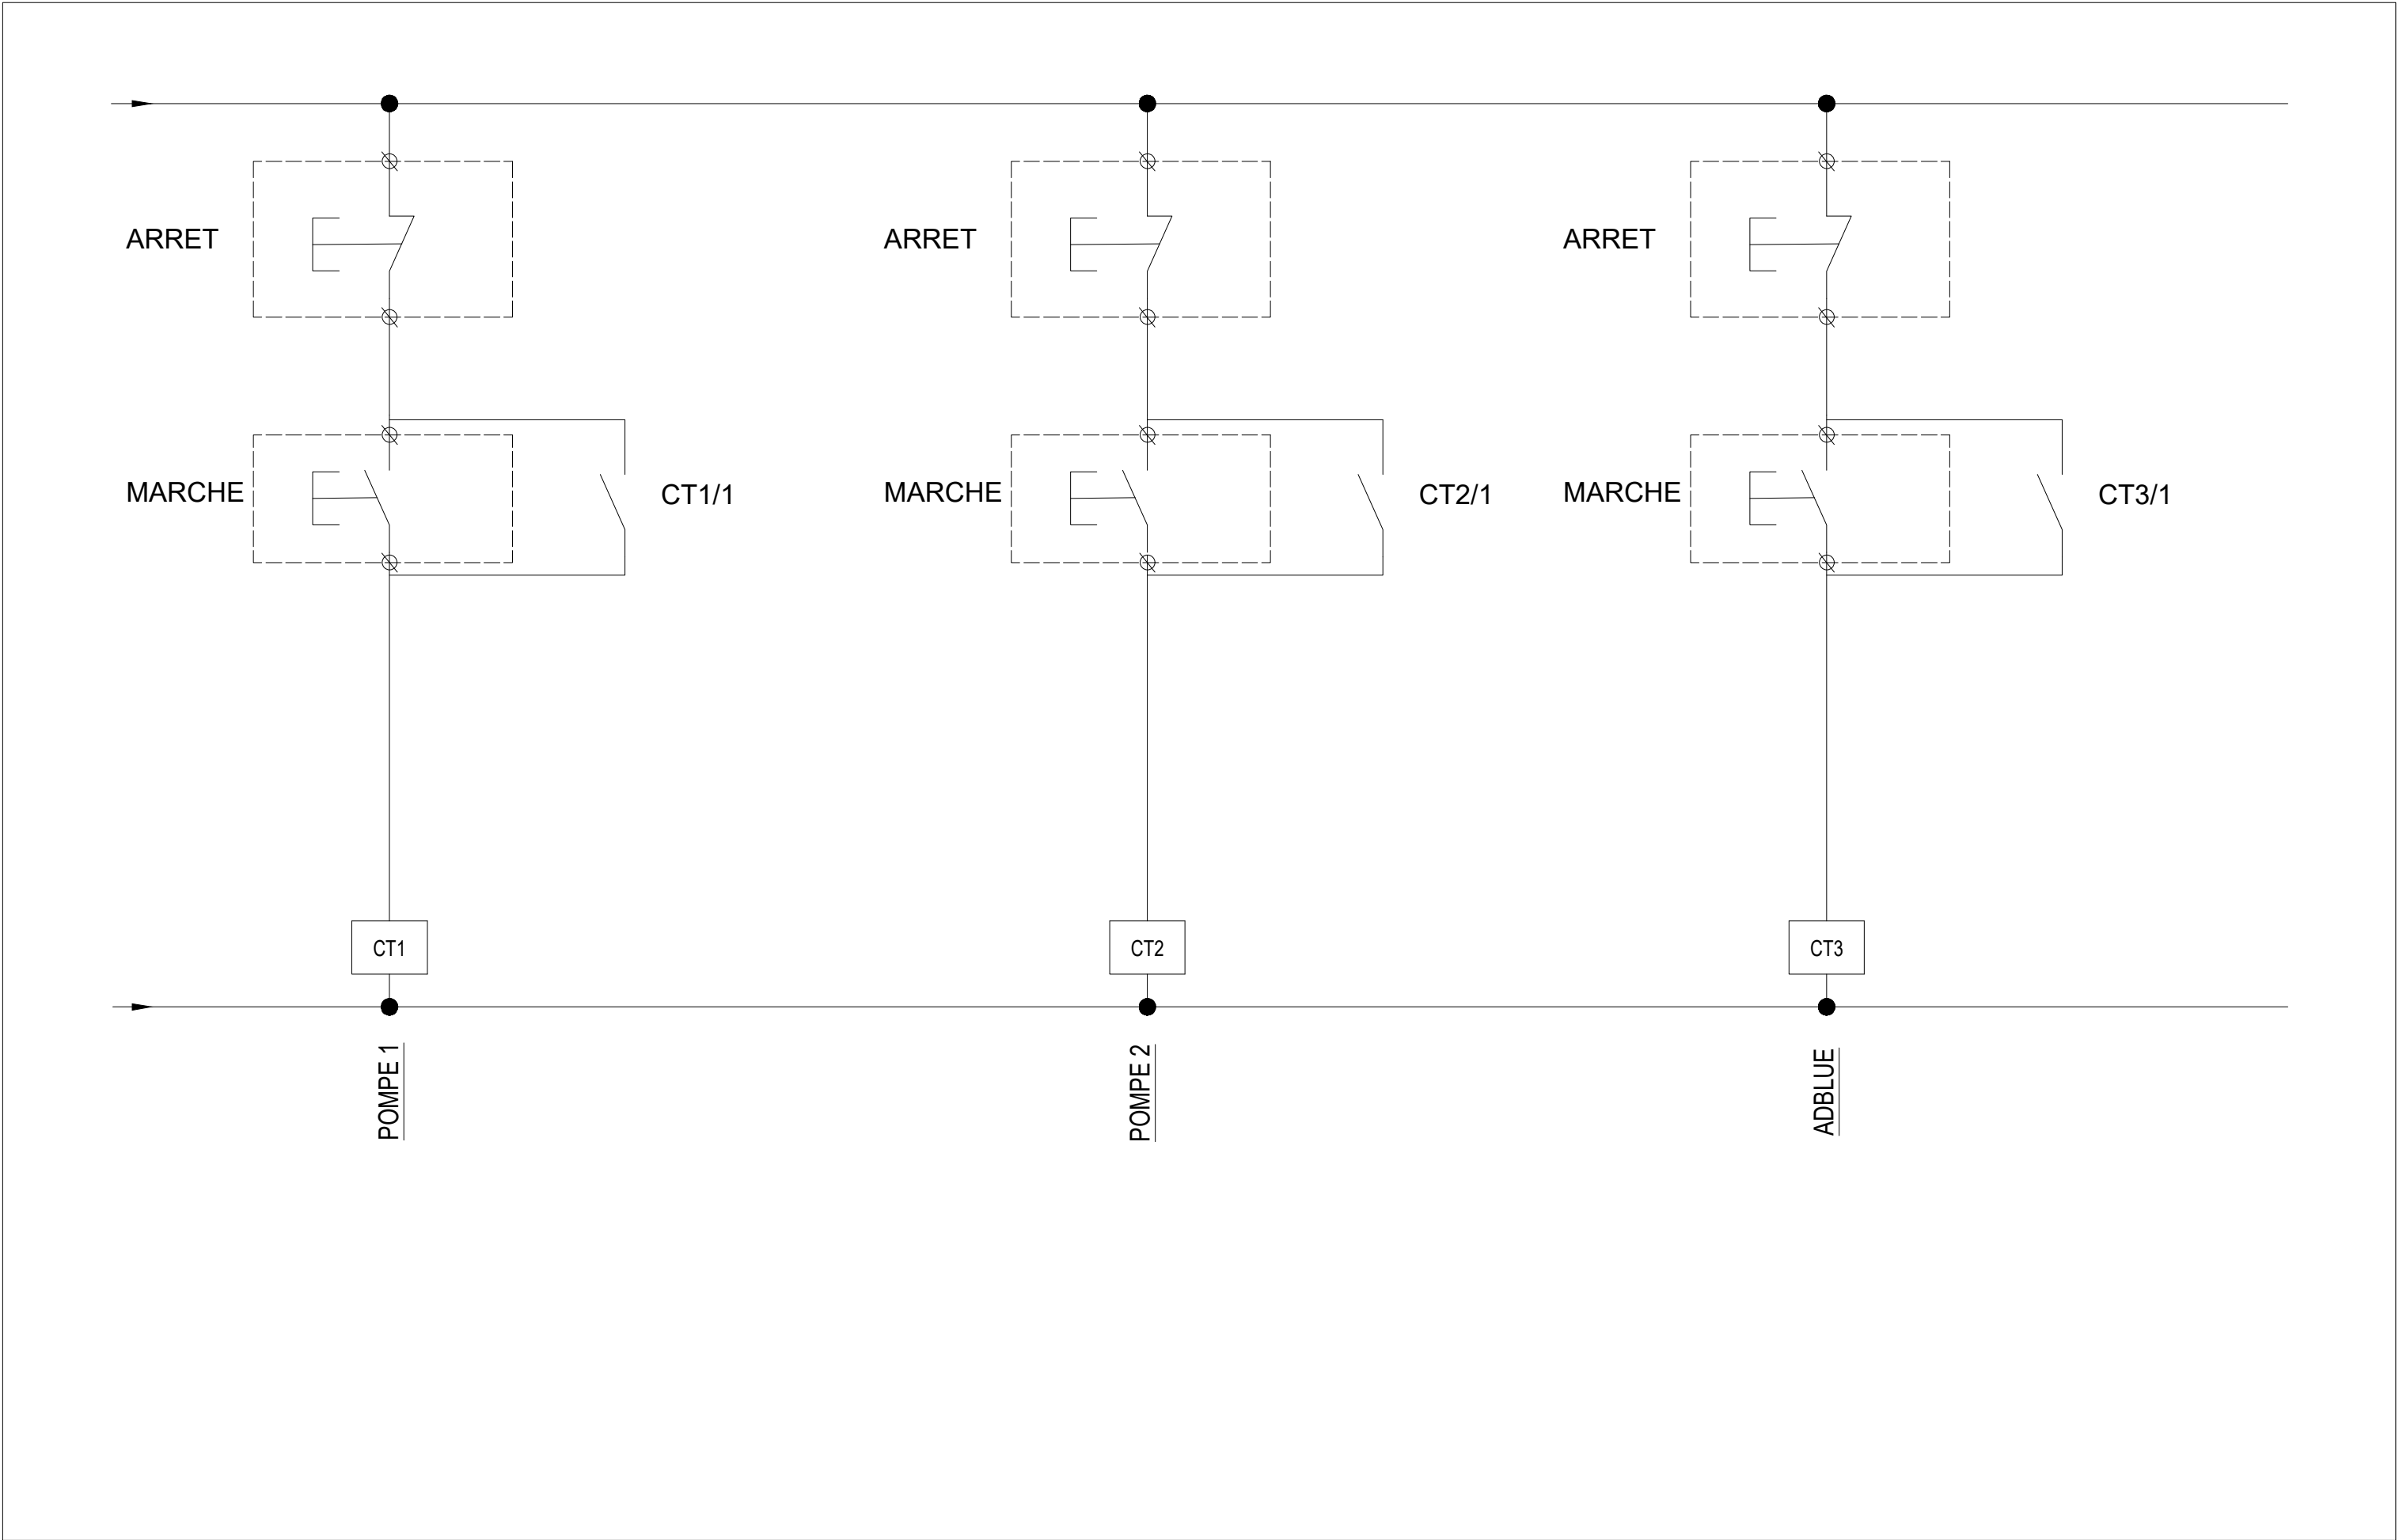 ARRET
ARRET
ARRET
MARCHE
CT1/1
MARCHE
CT2/1
MARCHE
CT3/1
CT1
CT2
CT3
POMPE 1
POMPE 2
ADBLUE